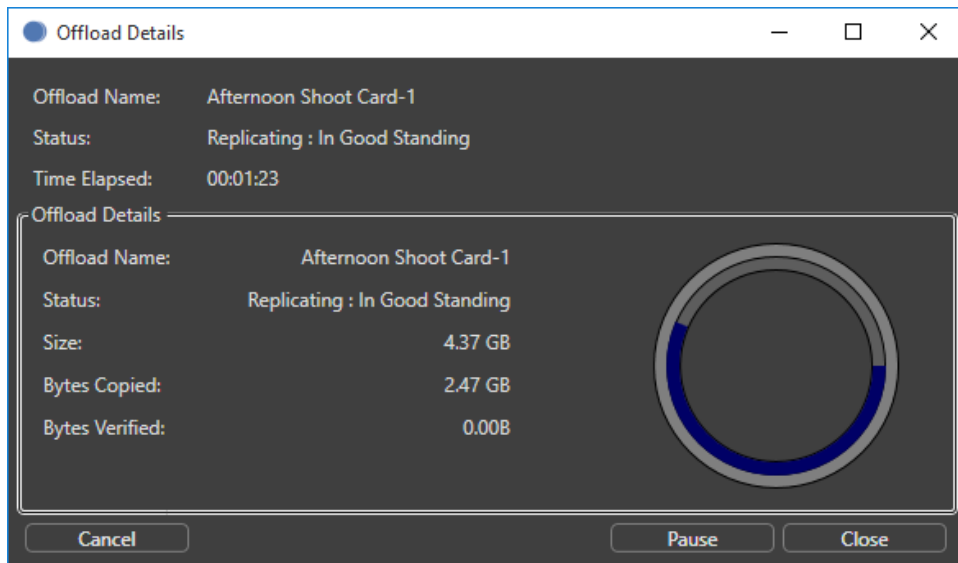 Offload Details
Offload Name: Afternoon Shoot Card-1
Status: Replicating : In Good Standing
Time Elapsed: 00:01:23
Offload Details
Offload Name: Afternoon Shoot Card-1
Status: Replicating : In Good Standing
Size: 4.37 GB
Bytes Copied: 2.47 GB
Bytes Verified: 0.00B
Cancel Pause Close